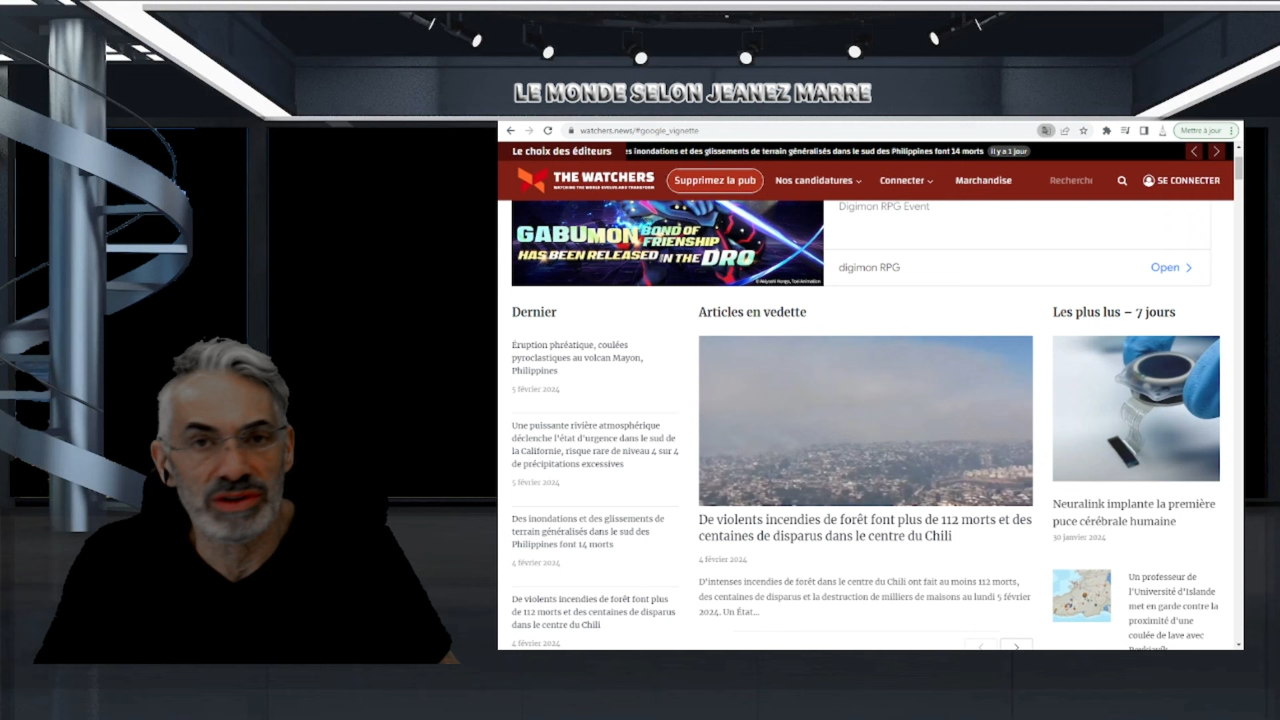 LE MONDE SELON JEANEZ MARRE
watchers.news/#google_vignette
Mettre à jour
Le choix des éditeurs
es inondations et des glissements de terrain généralisés dans le sud des Philippines font 14 morts
il y a 1 jour
THE WATCHERS
WATCHING THE WORLD EVOLVE AND TRANSFORM
Supprimez la pub
Nos candidatures
Connecter
Marchandise
Recherche
SE CONNECTER
GABUMON BOND OF
FRIENSHIP
HAS BEEN RELEASED IN THE DRO
Digimon RPG Event
digimon RPG
Open
Dernier
Éruption phréatique, coulées
pyroclastiques au volcan Mayon,
Philippines
5 février 2024
Une puissante rivière atmosphérique
déclenche l'état d'urgence dans le sud de
la Californie, risque rare de niveau 4 sur 4
de précipitations excessives
5 février 2024
Des inondations et des glissements de
terrain généralisés dans le sud des
Philippines font 14 morts
4 février 2024
De violents incendies de forêt font plus
de 112 morts et des centaines de disparus
dans le centre du Chili
4 février 2024
Articles en vedette
De violents incendies de forêt font plus de 112 morts et des
centaines de disparus dans le centre du Chili
4 février 2024
D'intenses incendies de forêt dans le centre du Chili ont fait au moins 112 morts,
des centaines de disparus et la destruction de milliers de maisons au lundi 5 février
2024. Un État...
Les plus lus – 7 jours
Neuralink implante la première
puce cérébrale humaine
30 janvier 2024
Un professeur de
l'Université d'Islande
met en garde contre la
proximité d'une
coulée de lave avec
Reykjavik